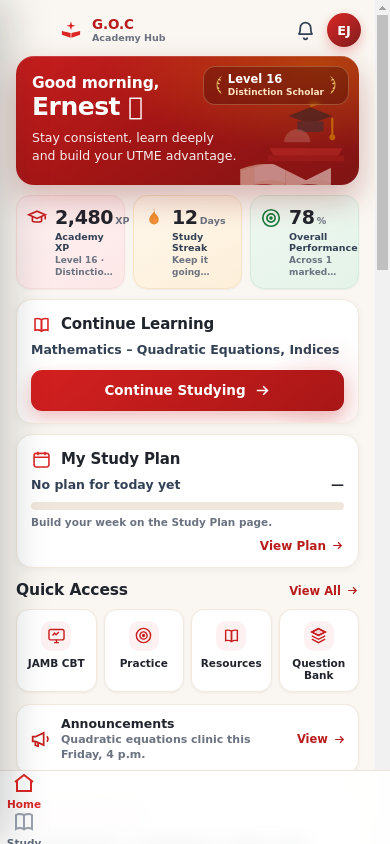 G.O.C
Academy Hub
EJ
Good morning,
Ernest
Level 16
Distinction Scholar
Stay consistent, learn deeply
and build your UTME advantage.
2,480 XP
Academy
XP
Level 16 ·
Distinctio...
12 Days
Study
Streak
Keep it
going...
78 %
Overall
Performance
Across 1
marked...
Continue Learning
Mathematics – Quadratic Equations, Indices
Continue Studying →
My Study Plan
No plan for today yet —
Build your week on the Study Plan page.
View Plan →
Quick Access
View All →
JAMB CBT
Practice
Resources
Question
Bank
Announcements
Quadratic equations clinic this
Friday, 4 p.m.
View →
Home
Study